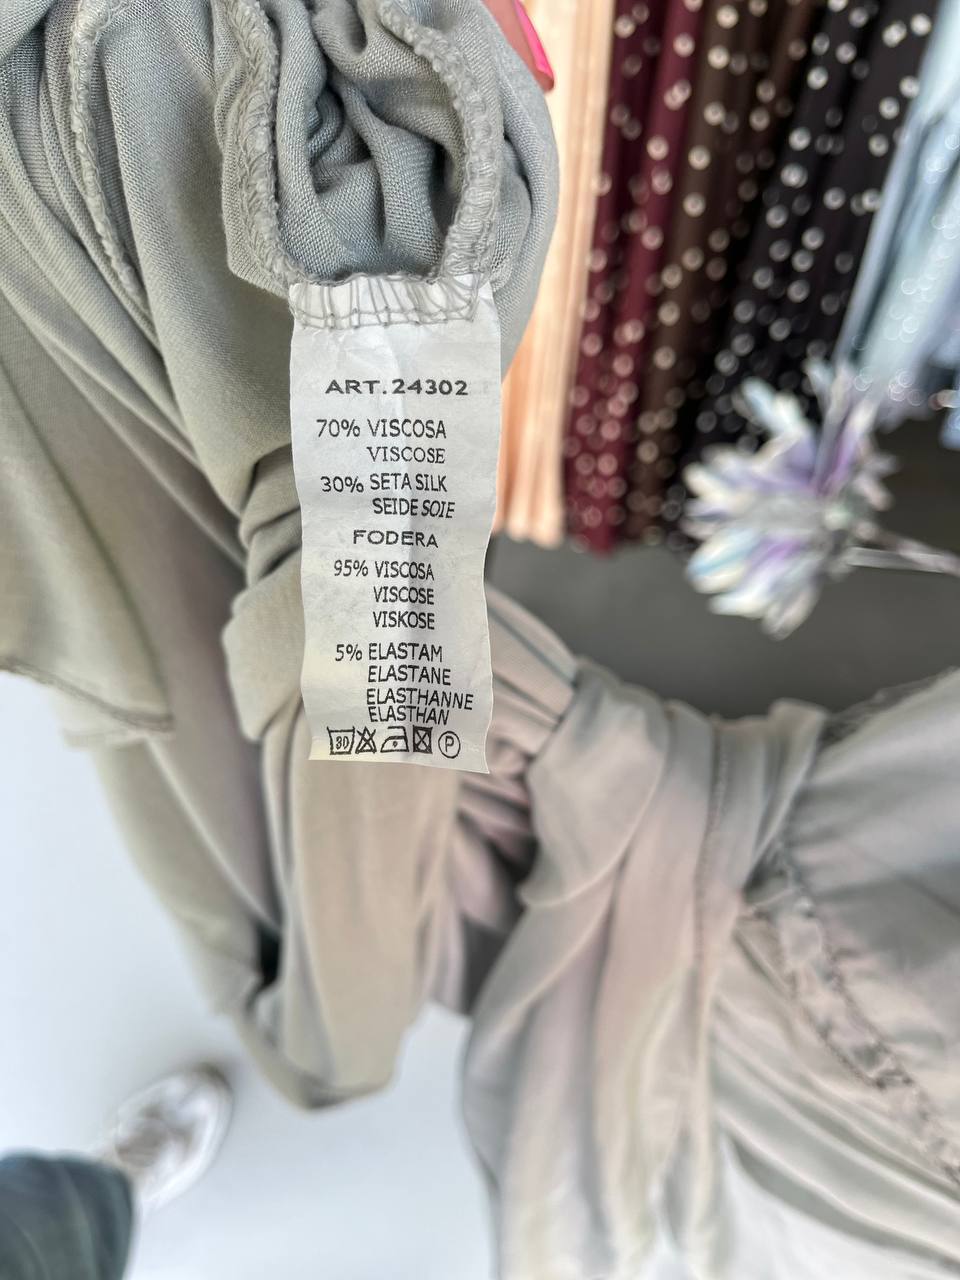 ART.24302
70% VISCOSA
VISCOSE
30% SETA SILK
SEIDE SOIE
FODERA
95% VISCOSA
VISCOSE
VISKOSE
5% ELASTAM
ELASTANE
ELASTHANNE
ELASTHAN
30 P